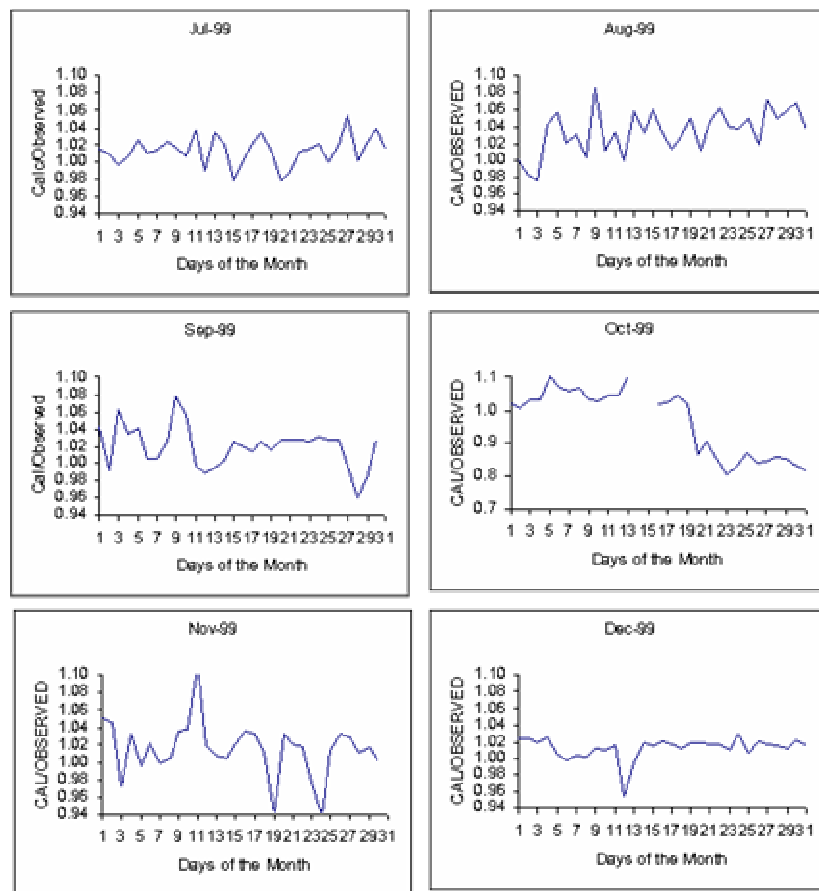 Jul-99
Calc/Observed
1.10
1.08
1.06
1.04
1.02
1.00
0.98
0.96
0.94
1 3 5 7 9 11 13 15 17 19 21 23 25 27 29 31
Days of the Month
Aug-99
CAL/OBSERVED
1.10
1.08
1.06
1.04
1.02
1.00
0.98
0.96
0.94
1 3 5 7 9 11 13 15 17 19 21 23 25 27 29 31
Days of the Month
Sep-99
Cal/Observed
1.10
1.08
1.06
1.04
1.02
1.00
0.98
0.96
0.94
1 3 5 7 9 11 13 15 17 19 21 23 25 27 29 31
Days of the Month
Oct-99
CAL/OBSERVED
1.1
1.0
0.9
0.8
0.7
1 3 5 7 9 11 13 15 17 19 21 23 25 27 29 31
Days of the Month
Nov-99
CAL/OBSERVED
1.10
1.08
1.06
1.04
1.02
1.00
0.98
0.96
0.94
1 3 5 7 9 11 13 15 17 19 21 23 25 27 29 31
Days of the Month
Dec-99
CAL/OBSERVED
1.10
1.08
1.06
1.04
1.02
1.00
0.98
0.96
0.94
1 3 5 7 9 11 13 15 17 19 21 23 25 27 29 31
Days of the Month